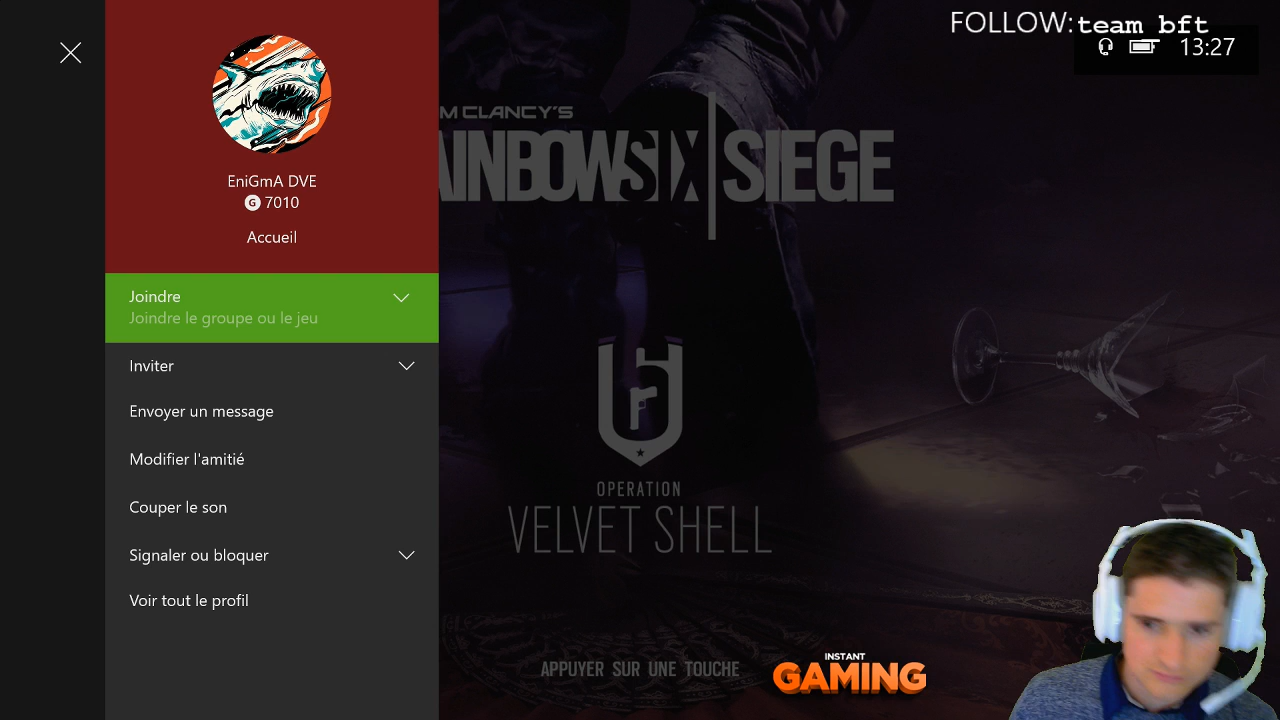 FOLLOW:team bft
13:27
EniGmA DVE
G 7010
Accueil
Joindre
Joindre le groupe ou le jeu
Inviter
Envoyer un message
Modifier l'amitié
Couper le son
Signaler ou bloquer
Voir tout le profil
M CLANCY'S
AINBOWSIX|SIEGE
OPERATION
VELVET SHELL
APPUYER SUR UNE TOUCHE
INSTANT
GAMING